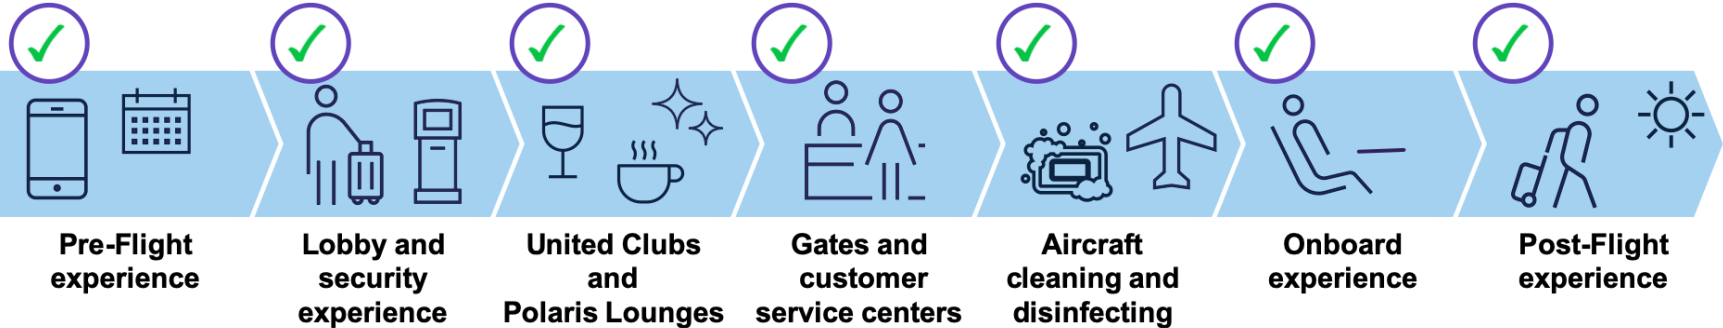 Pre-Flight
experience
Lobby and
security
experience
United Clubs
and
Polaris Lounges
Gates and
customer
service centers
Aircraft
cleaning and
disinfecting
Onboard
experience
Post-Flight
experience